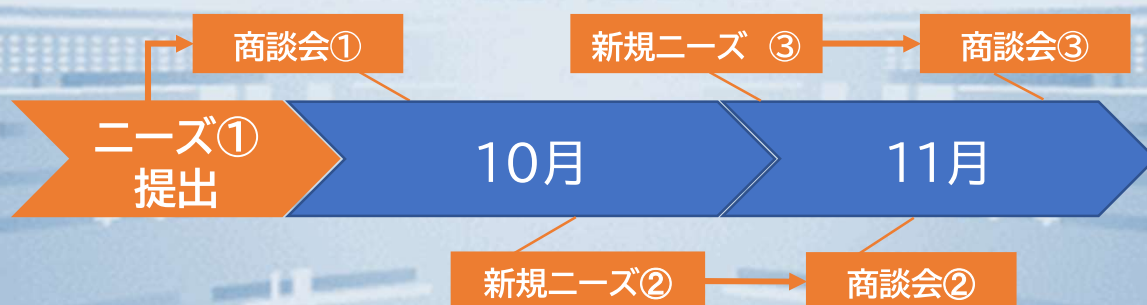 商談会①
新規ニーズ ③
商談会③
ニーズ①
提出
10月
11月
新規ニーズ②
商談会②